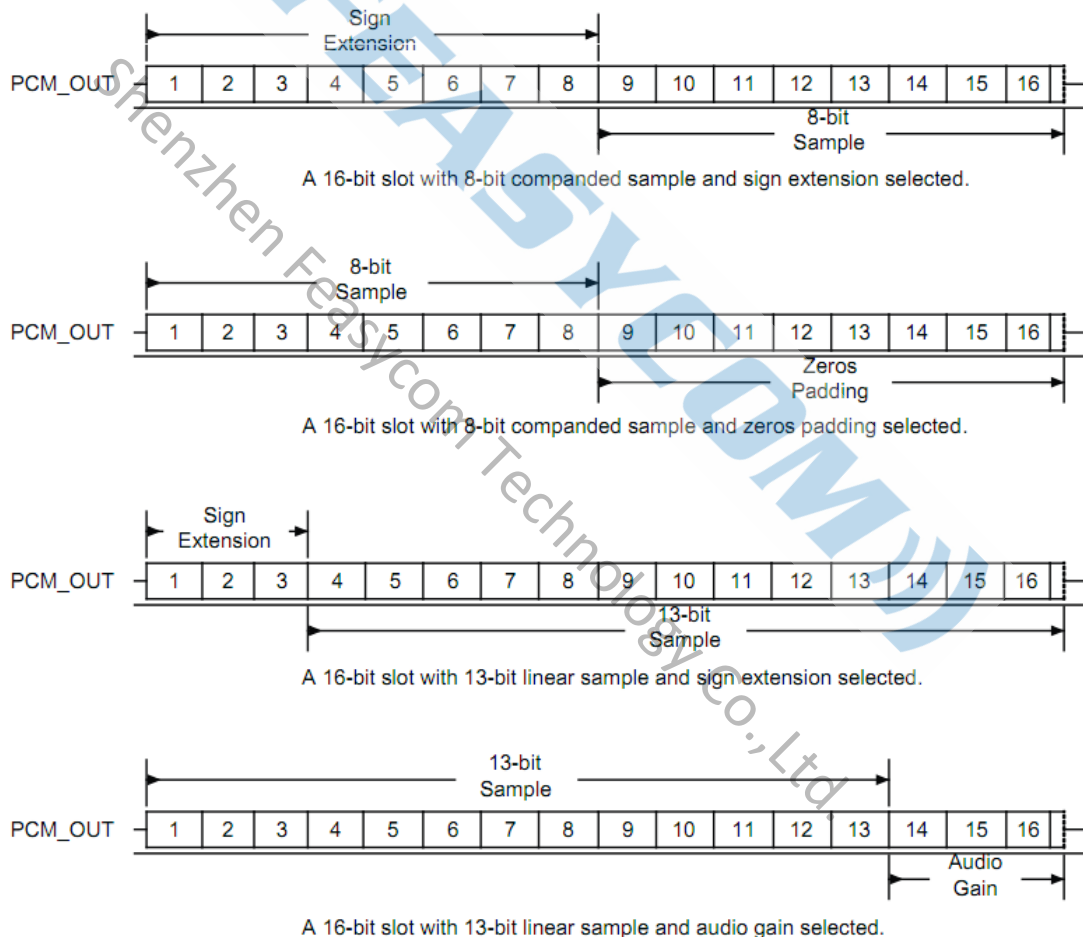 Sign
Extension
PCM_OUT 1 2 3 4 5 6 7 8 9 10 11 12 13 14 15 16
8-bit
Sample
A 16-bit slot with 8-bit companded sample and sign extension selected.
8-bit
Sample
PCM_OUT 1 2 3 4 5 6 7 8 9 10 11 12 13 14 15 16
Zeros
Padding
A 16-bit slot with 8-bit companded sample and zeros padding selected.
Sign
Extension
PCM_OUT 1 2 3 4 5 6 7 8 9 10 11 12 13 14 15 16
13-bit
Sample
A 16-bit slot with 13-bit linear sample and sign extension selected.
13-bit
Sample
PCM_OUT 1 2 3 4 5 6 7 8 9 10 11 12 13 14 15 16
Audio
Gain
A 16-bit slot with 13-bit linear sample and audio gain selected.
Shenzhen Feasycom Technology Co.,Ltd.
FEASYCOM